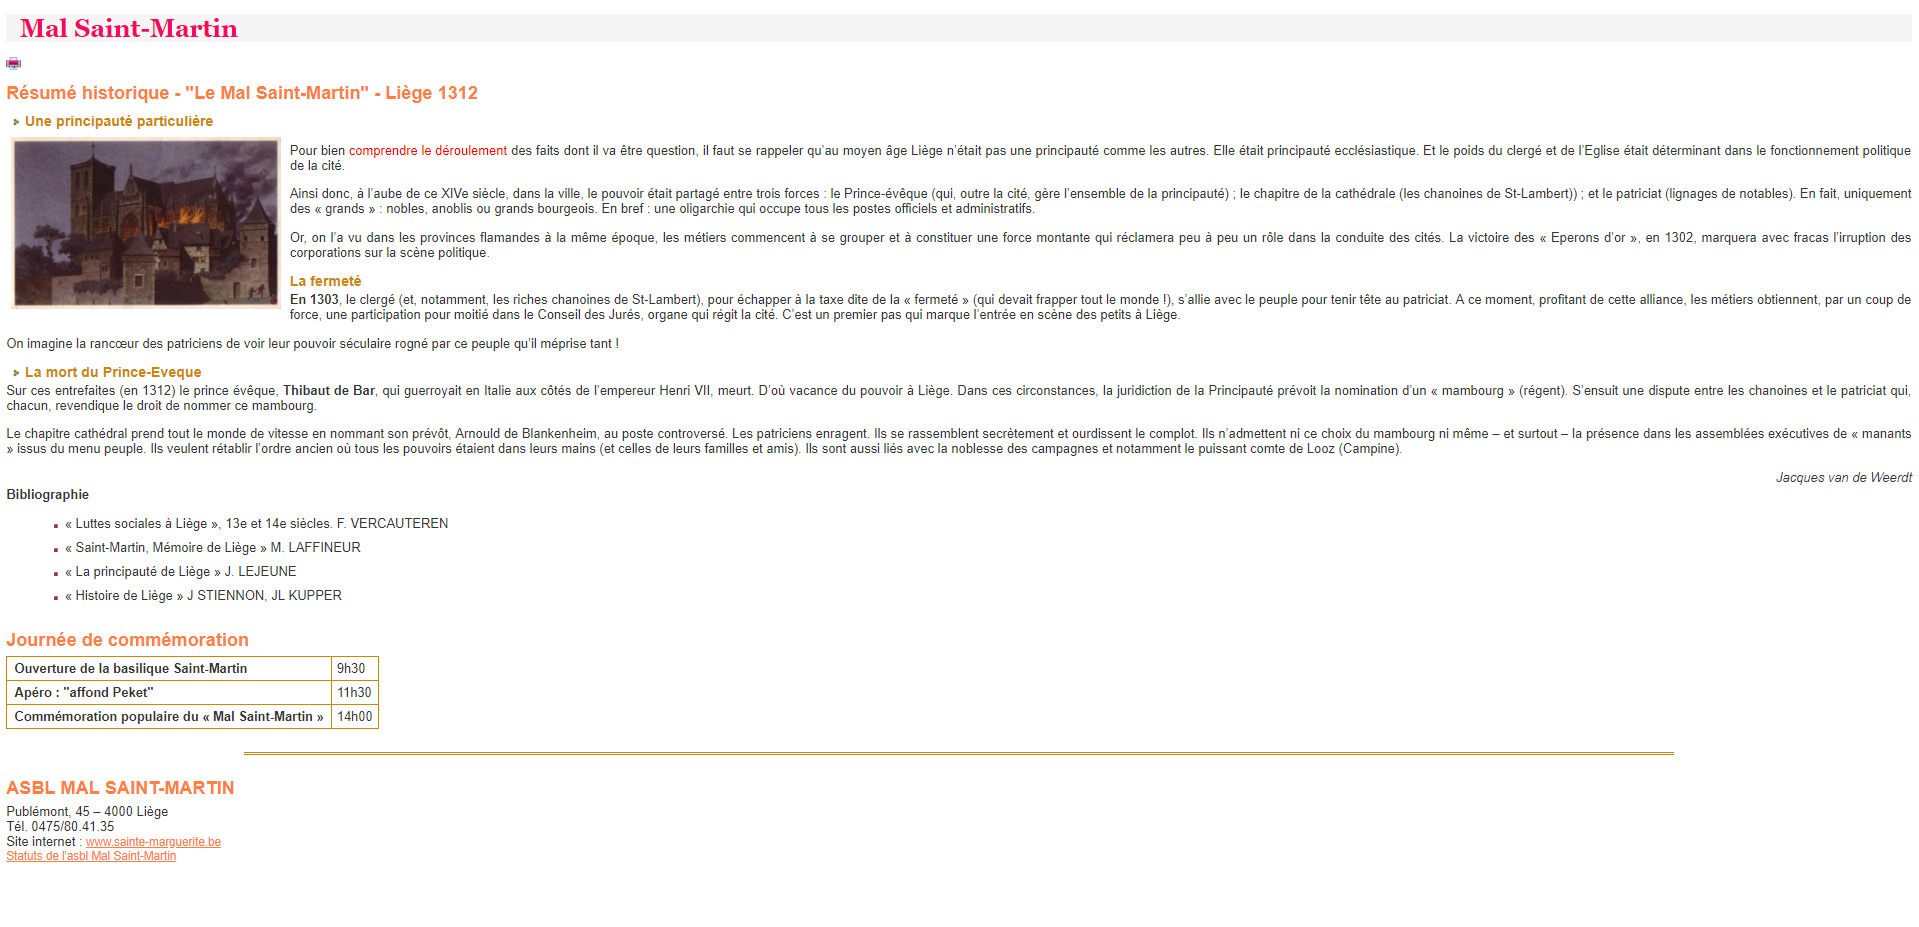 Mal Saint-Martin
Résumé historique - "Le Mal Saint-Martin" - Liège 1312
Une principauté particulière
Pour bien comprendre le déroulement des faits dont il va être question, il faut se rappeler qu’au moyen âge Liège n’était pas une principauté comme les autres. Elle était principauté ecclésiastique. Et le poids du clergé et de l’Eglise était déterminant dans le fonctionnement politique
de la cité.
Ainsi donc, à l’aube de ce XIVe siècle, dans la ville, le pouvoir était partagé entre trois forces : le Prince-évêque (qui, outre la cité, gère l’ensemble de la principauté) ; le chapitre de la cathédrale (les chanoines de St-Lambert)) ; et le patriciat (lignages de notables). En fait, uniquement
des « grands » : nobles, anoblis ou grands bourgeois. En bref : une oligarchie qui occupe tous les postes officiels et administratifs.
Or, on l’a vu dans les provinces flamandes à la même époque, les métiers commencent à se grouper et à constituer une force montante qui réclamera peu à peu un rôle dans la conduite des cités. La victoire des « Eperons d’or », en 1302, marquera avec fracas l’irruption des
corporations sur la scène politique.
La fermeté
En 1303, le clergé (et, notamment, les riches chanoines de St-Lambert), pour échapper à la taxe dite de la « fermeté » (qui devait frapper tout le monde !), s’allie avec le peuple pour tenir tête au patriciat. A ce moment, profitant de cette alliance, les métiers obtiennent, par un coup de
force, une participation pour moitié dans le Conseil des Jurés, organe qui régit la cité. C’est un premier pas qui marque l’entrée en scène des petits à Liège.
On imagine la rancœur des patriciens de voir leur pouvoir séculaire rogné par ce peuple qu’il méprise tant !
La mort du Prince-Eveque
Sur ces entrefaites (en 1312) le prince évêque, Thibaut de Bar, qui guerroyait en Italie aux côtés de l’empereur Henri VII, meurt. D’où vacance du pouvoir à Liège. Dans ces circonstances, la juridiction de la Principauté prévoit la nomination d’un « mambourg » (régent). S’ensuit une dispute entre les chanoines et le patriciat qui,
chacun, revendique le droit de nommer ce mambourg.
Le chapitre cathédral prend tout le monde de vitesse en nommant son prévôt, Arnould de Blankenheim, au poste controversé. Les patriciens enragent. Ils se rassemblent secrètement et ourdissent le complot. Ils n’admettent ni ce choix du mambourg ni même – et surtout – la présence dans les assemblées exécutives de « manants
» issus du menu peuple. Ils veulent rétablir l’ordre ancien où tous les pouvoirs étaient dans leurs mains (et celles de leurs familles et amis). Ils sont aussi liés avec la noblesse des campagnes et notamment le puissant comte de Looz (Campine).
Jacques van de Weerdt
Bibliographie
« Luttes sociales à Liège », 13e et 14e siècles. F. VERCAUTEREN
« Saint-Martin, Mémoire de Liège » M. LAFFINEUR
« La principauté de Liège » J. LEJEUNE
« Histoire de Liège » J STIENNON, JL KUPPER
Journée de commémoration
Ouverture de la basilique Saint-Martin 9h30
Apéro : "affond Peket" 11h30
Commémoration populaire du « Mal Saint-Martin » 14h00
ASBL MAL SAINT-MARTIN
Publémont, 45 – 4000 Liège
Tél. 0475/80.41.35
Site internet : www.sainte-marguerite.be
Statuts de l'asbl Mal Saint-Martin